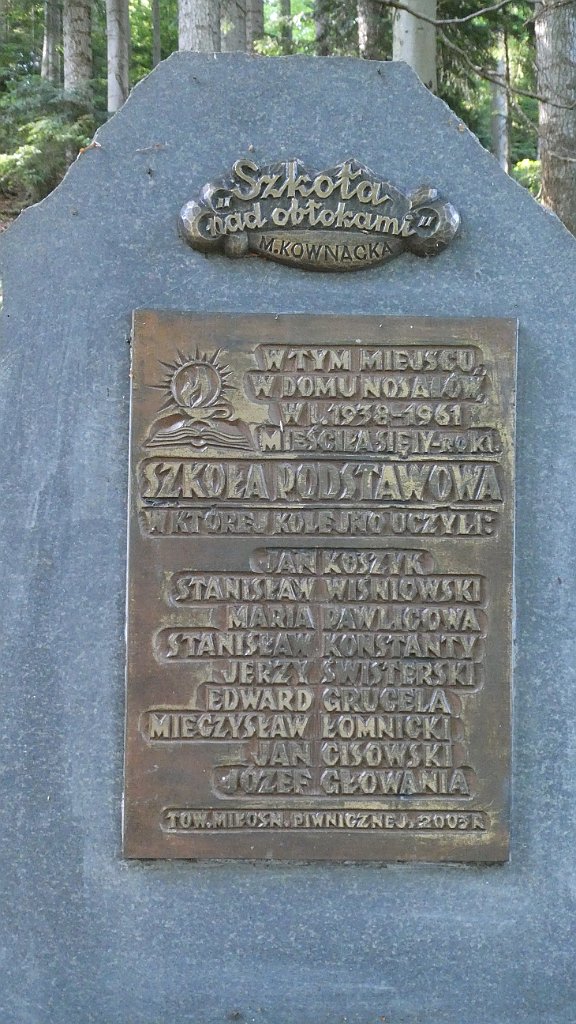 Szkoła
"nad obłokami"
M. KOWNACKA
W TYM MIEJSCU,
W DOMU NOSALÓW,
W L. 1938-1961
MIEŚCIŁA SIĘ IV-RO KL.
SZKOŁA PODSTAWOWA
W KTÓREJ KOLEJNO UCZYLI:
JAN KOSZYK
STANISŁAW WIŚNIOWSKI
MARIA PAWLICOWA
STANISŁAW KONSTANTY
JERZY ŚWISTERSKI
EDWARD GRUCELA
MIECZYSŁAW ŁOMNICKI
JAN CISOWSKI
JÓZEF GŁOWANIA
TOW. MIŁOŚN. PIWNICZNEJ. 2003 R